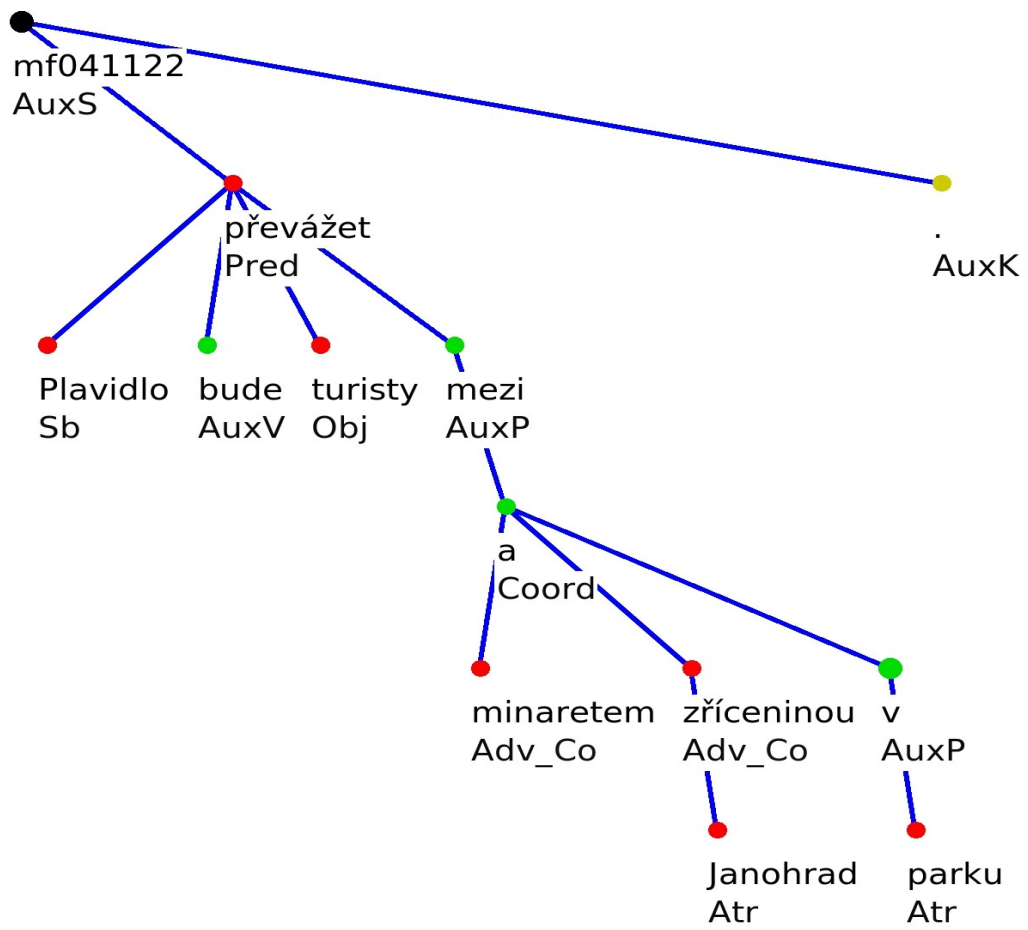 mf041122
AuxS
převážet
Pred
.
AuxK
Plavidlo
Sb
bude
AuxV
turisty
Obj
mezi
AuxP
a
Coord
minaretem
Adv_Co
zříceninou
Adv_Co
v
AuxP
Janohrad
Atr
parku
Atr